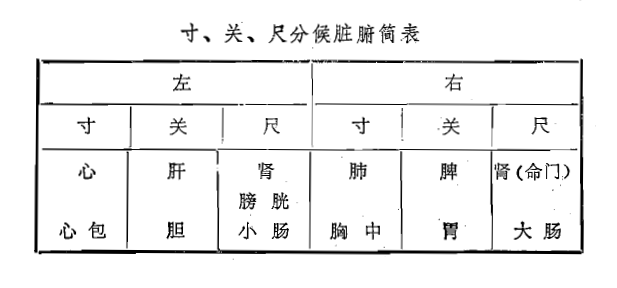 寸、关、尺分候脏腑简表
左 右
寸 关 尺 寸 关 尺
心 肝 肾 肺 脾 肾(命门)
膀胱
心包 胆 小肠 胸中 胃 大肠